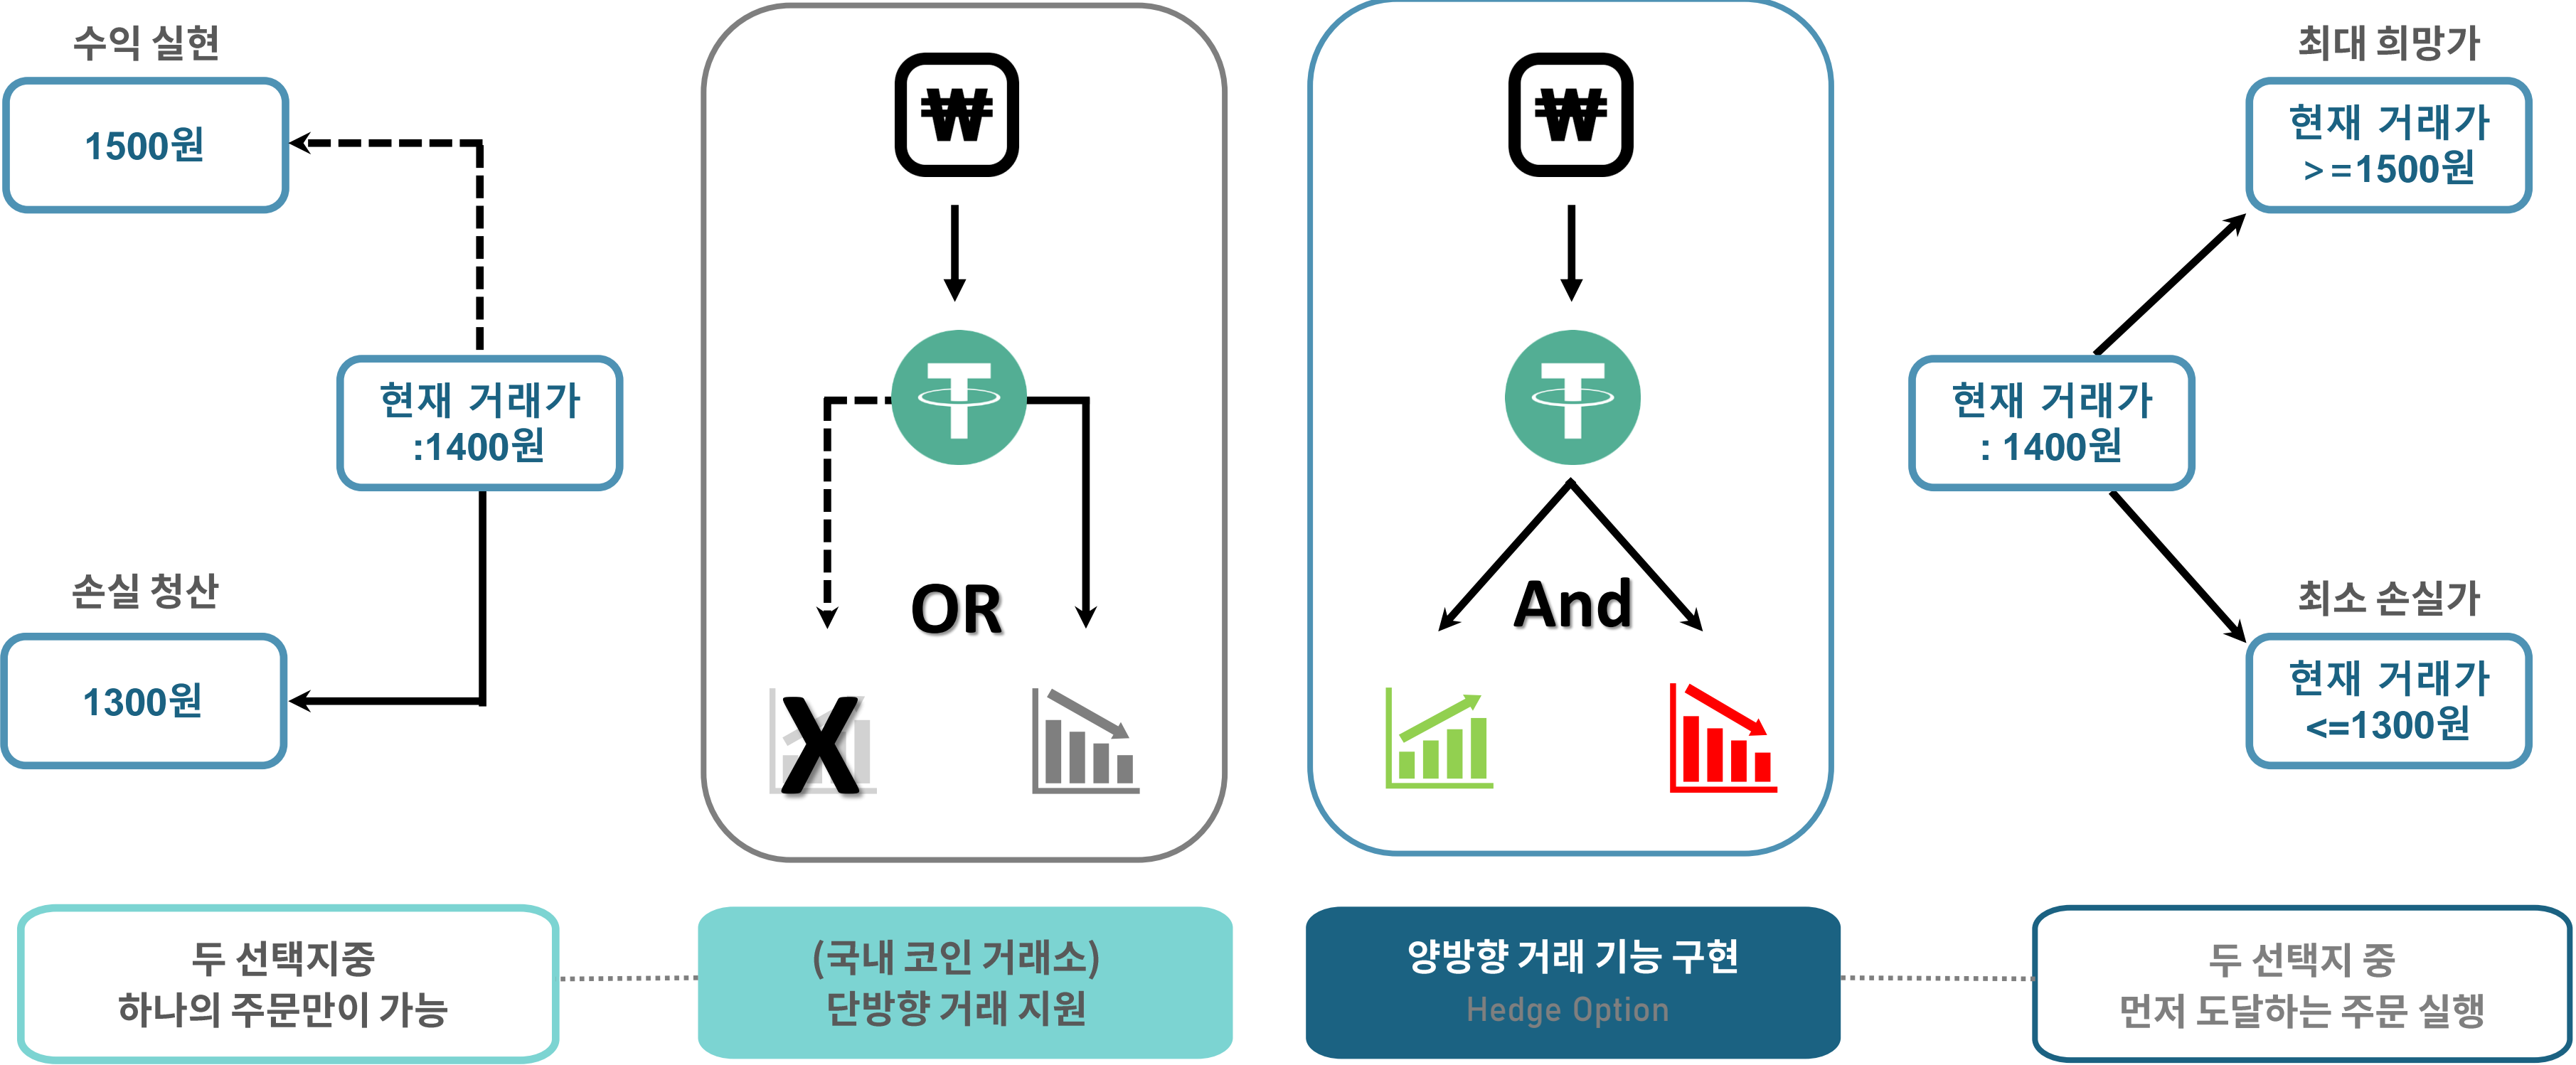 수익 실현
1500원
현재 거래가
:1400원
손실 청산
1300원
₩
OR
X
₩
And
최대 희망가
현재 거래가
>=1500원
현재 거래가
: 1400원
최소 손실가
현재 거래가
<=1300원
두 선택지중
하나의 주문만이 가능
(국내 코인 거래소)
단방향 거래 지원
양방향 거래 기능 구현
Hedge Option
두 선택지 중
먼저 도달하는 주문 실행